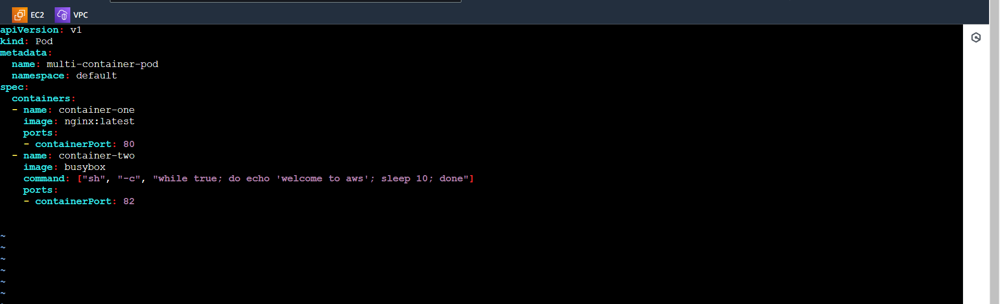 EC2 VPC
apiVersion: v1
kind: Pod
metadata:
  name: multi-container-pod
  namespace: default
spec:
  containers:
  - name: container-one
    image: nginx:latest
    ports:
    - containerPort: 80
  - name: container-two
    image: busybox
    command: ["sh", "-c", "while true; do echo 'welcome to aws'; sleep 10; done"]
    ports:
    - containerPort: 82
~
~
~
~
~
~